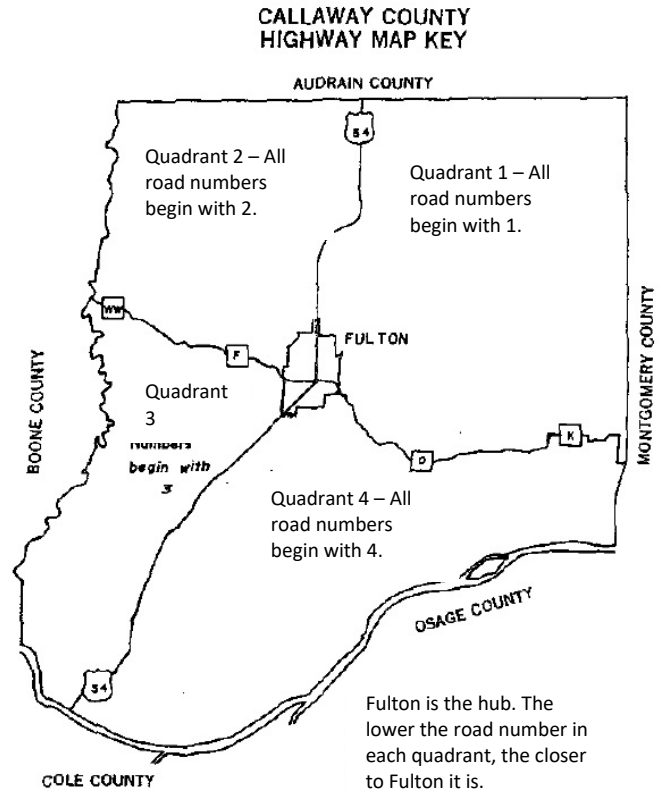 CALLAWAY COUNTY
HIGHWAY MAP KEY
AUDRAIN COUNTY
54
Quadrant 2 – All
road numbers
begin with 2.
Quadrant 1 – All
road numbers
begin with 1.
WW
FULTON
F
BOONE COUNTY
MONTGOMERY COUNTY
Quadrant
3
numbers
begin with
3
K
O
Quadrant 4 – All
road numbers
begin with 4.
OSAGE COUNTY
54
Fulton is the hub. The
lower the road number in
each quadrant, the closer
to Fulton it is.
COLE COUNTY